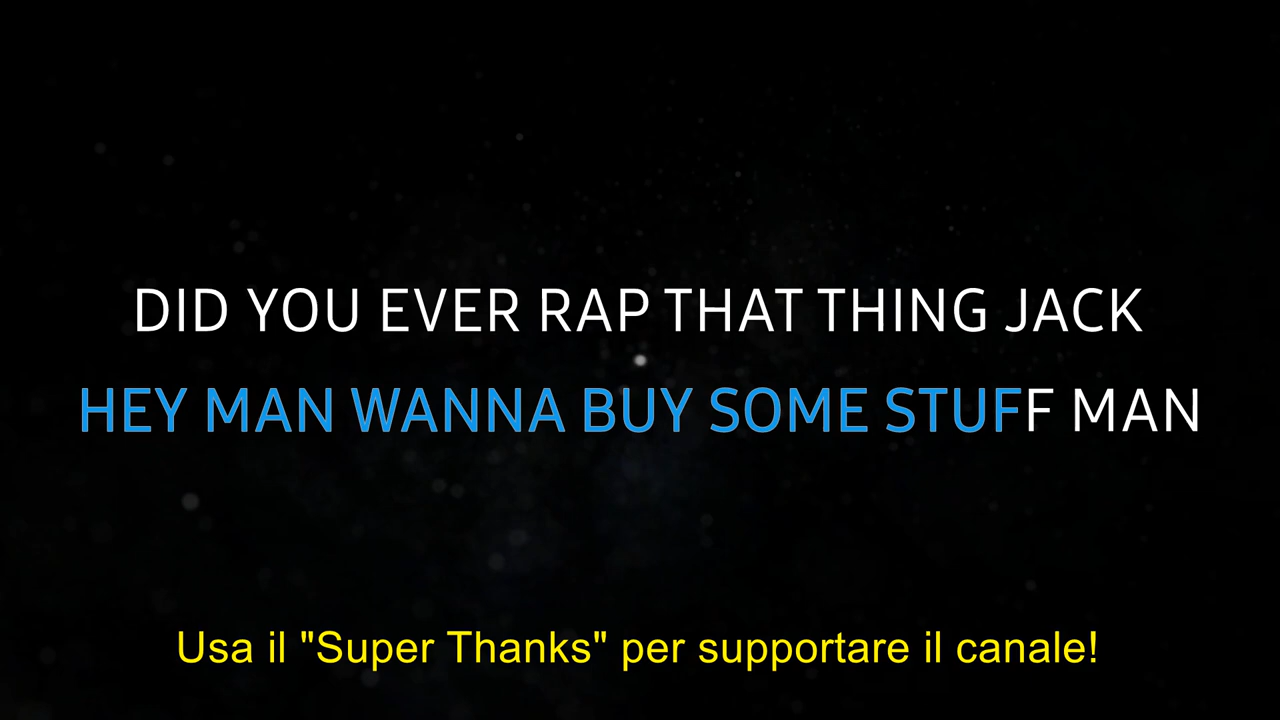 DID YOU EVER RAP THAT THING JACK
HEY MAN WANNA BUY SOME STUFF MAN
Usa il "Super Thanks" per supportare il canale!